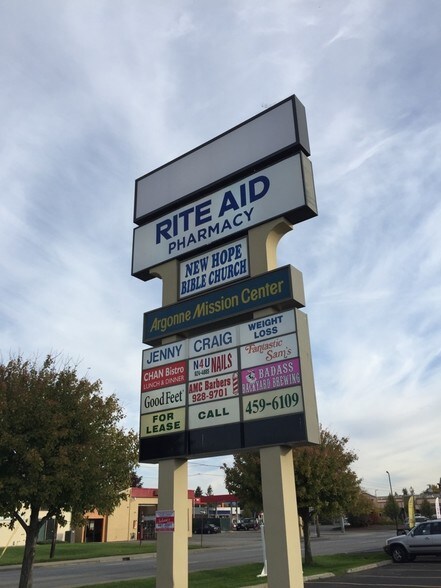 RITE AID
PHARMACY
NEW HOPE
BIBLE CHURCH
Argonne Mission Center
JENNY
CRAIG
WEIGHT
LOSS
CHAN Bistro
LUNCH & DINNER
N4U NAILS
Fantastic
Sam's
Good Feet
AMC Barbers
928-9701
BADASS
BACKYARD BREWING
FOR
LEASE
CALL
459-6109